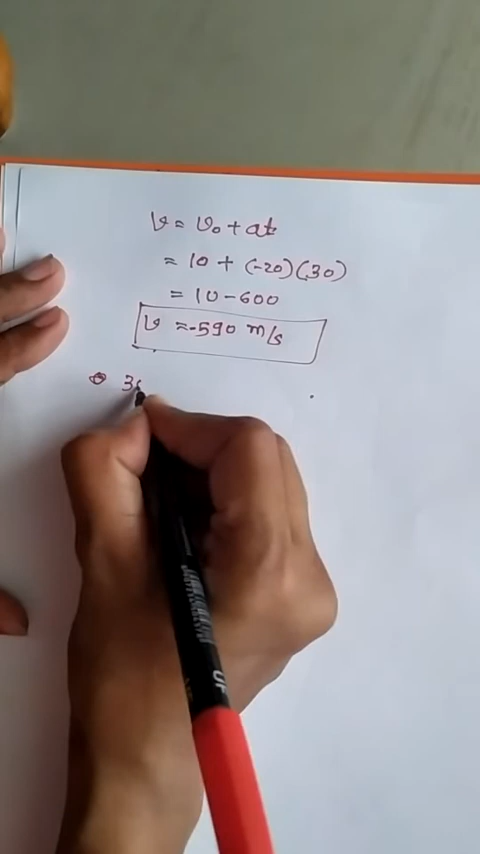 v = v₀ + at
= 10 + (-20) (30)
= 10 - 600
v = -590 m/s